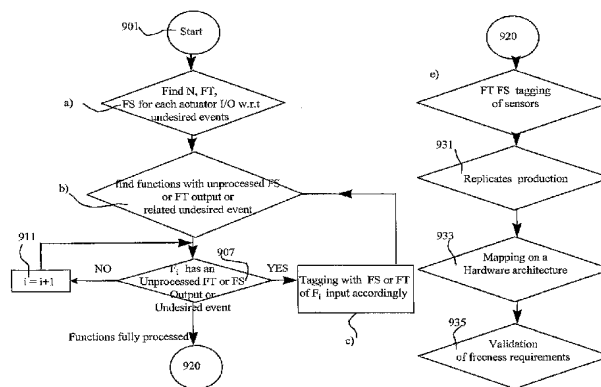 901
Start
a)
Find N, FT,
FS for each actuator I/O w.r.t
undesired events
b)
find functions with unprocessed FS
or FT output or
related undesired event
911
i = i+1
NO
907
F i has an
Unprocessed FT or FS
Output or
Undesired event
YES
Tagging with FS or FT
of F i input accordingly
c)
Functions fully processed
920
920
e)
FT FS tagging
of sensors
931
Replicates production
933
Mapping on a
Hardware architecture
935
Validation
of freeness requirements